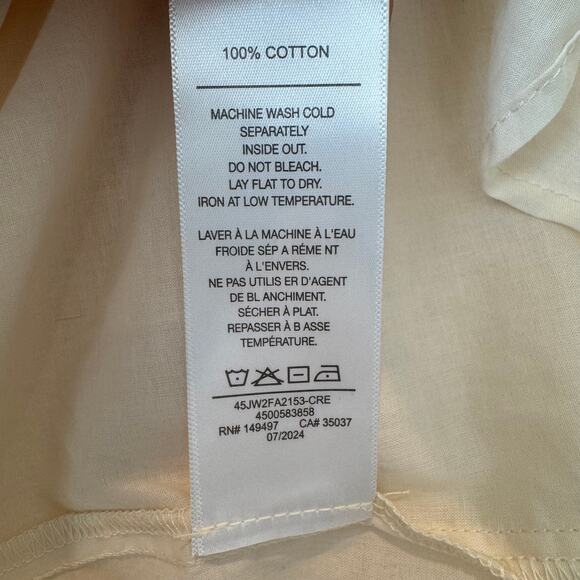 100% COTTON
MACHINE WASH COLD
SEPARATELY
INSIDE OUT.
DO NOT BLEACH.
LAY FLAT TO DRY.
IRON AT LOW TEMPERATURE.
LAVER À LA MACHINE À L'EAU
FROIDE SÉP A RÉME NT
À L'ENVERS.
NE PAS UTILIS ER D'AGENT
DE BL ANCHIMENT.
SÉCHER À PLAT.
REPASSER À B ASSE
TEMPÉRATURE.
45JW2FA2153-CRE
4500583858
RN# 149497 CA# 35037
07/2024